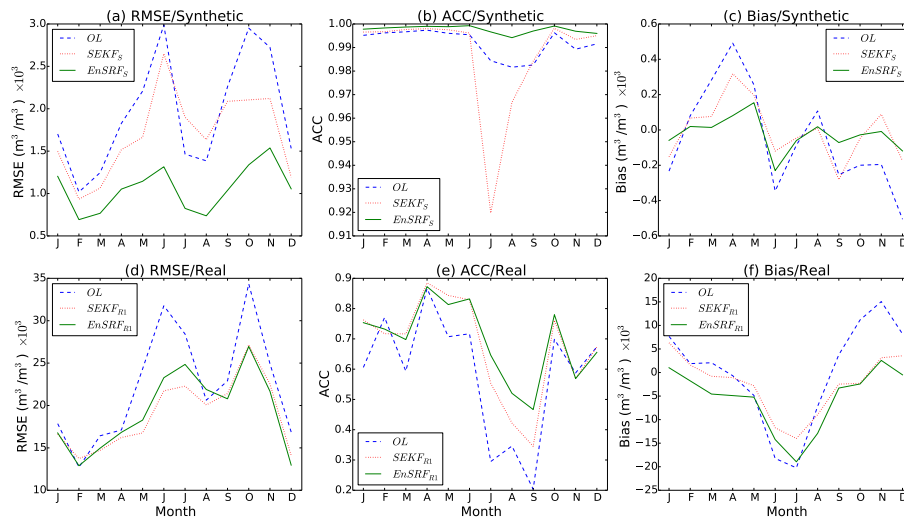 (a) RMSE/Synthetic
RMSE (m³/m³) ×10³
3.0
2.5
2.0
1.5
1.0
0.5
OL
SEKF_S
EnSRF_S
J F M A M J J A S O N D
(b) ACC/Synthetic
ACC
1.00
0.99
0.98
0.96
0.95
0.94
0.93
0.92
0.91
OL
SEKF_S
EnSRF_S
J F M A M J J A S O N D
(c) Bias/Synthetic
Bias (m³/m³) ×10³
0.6
0.4
0.2
0.0
−0.2
−0.4
−0.6
OL
SEKF_S
EnSRF_S
J F M A M J J A S O N D
(d) RMSE/Real
RMSE (m³/m³) ×10³
35
30
25
20
15
10
OL
SEKF_R1
EnSRF_R1
J F M A M J J A S O N D
Month
(e) ACC/Real
ACC
0.9
0.8
0.7
0.6
0.5
0.4
0.3
0.2
OL
SEKF_R1
EnSRF_R1
J F M A M J J A S O N D
Month
(f) Bias/Real
Bias (m³/m³) ×10³
20
15
10
5
0
−5
−10
−15
−20
−25
OL
SEKF_R1
EnSRF_R1
J F M A M J J A S O N D
Month